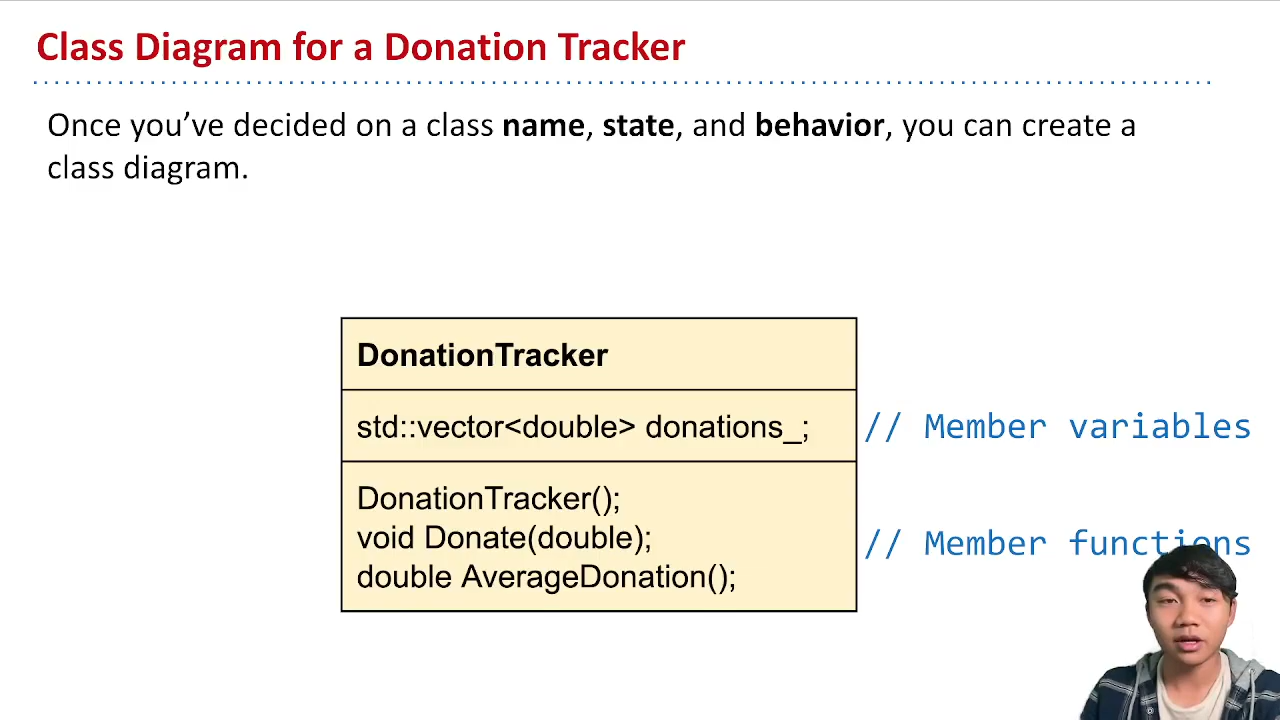 Class Diagram for a Donation Tracker
Once you’ve decided on a class name, state, and behavior, you can create a
class diagram.
DonationTracker
std::vector<double> donations_;
// Member variables
DonationTracker();
void Donate(double);
double AverageDonation();
// Member functions